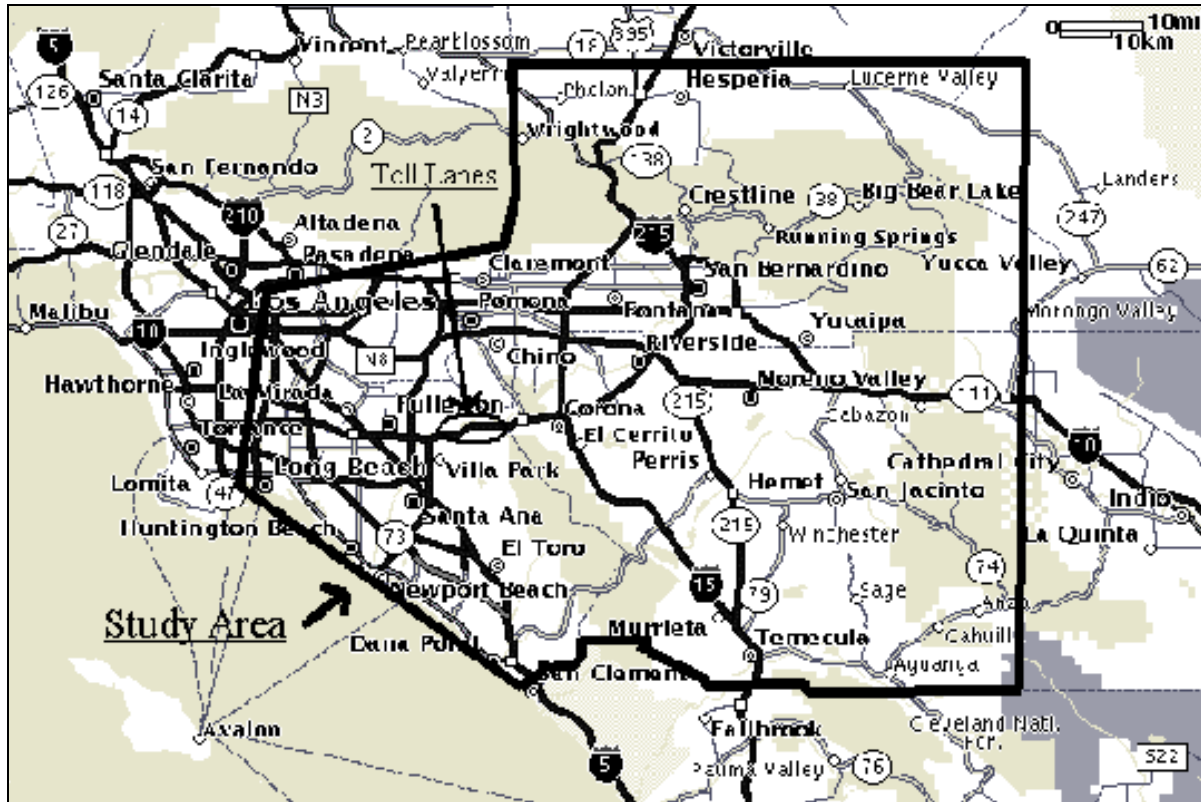 10mi
10km
5
Vincent
Pearblossom
18
395
Victorville
Santa Clarita
Valyermo
Hesperia
Lucerne Valley
126
14
N3
Phelan
2
Wrightwood
138
San Fernando
Toll Lanes
118
Crestline
38
Big Bear Lake
Landers
210
Altadena
247
27
215
Running Springs
Glendale
Pasadena
Claremont
San Bernardino
Yucca Valley
62
Los Angeles
Pomona
Fontana
Morongo Valley
Malibu
10
Yucaipa
Inglewood
N8
Chino
Riverside
Hawthorne
La Mirada
Fullerton
Moreno Valley
111
215
Corona
Cabazon
Torrance
El Cerrito
10
Long Beach
Villa Park
Perris
Cathedral City
Lomita
47
Hemet
San Jacinto
Indio
Huntington Beach
Santa Ana
215
Winchester
La Quinta
73
El Toro
74
15
79
Newport Beach
Sage
Anza
Study Area
Murrieta
Temecula
Cahuilla
Dana Point
Aguanga
San Clemente
Avalon
Fallbrook
Cleveland Natl.
For.
5
Pauma Valley
76
S22